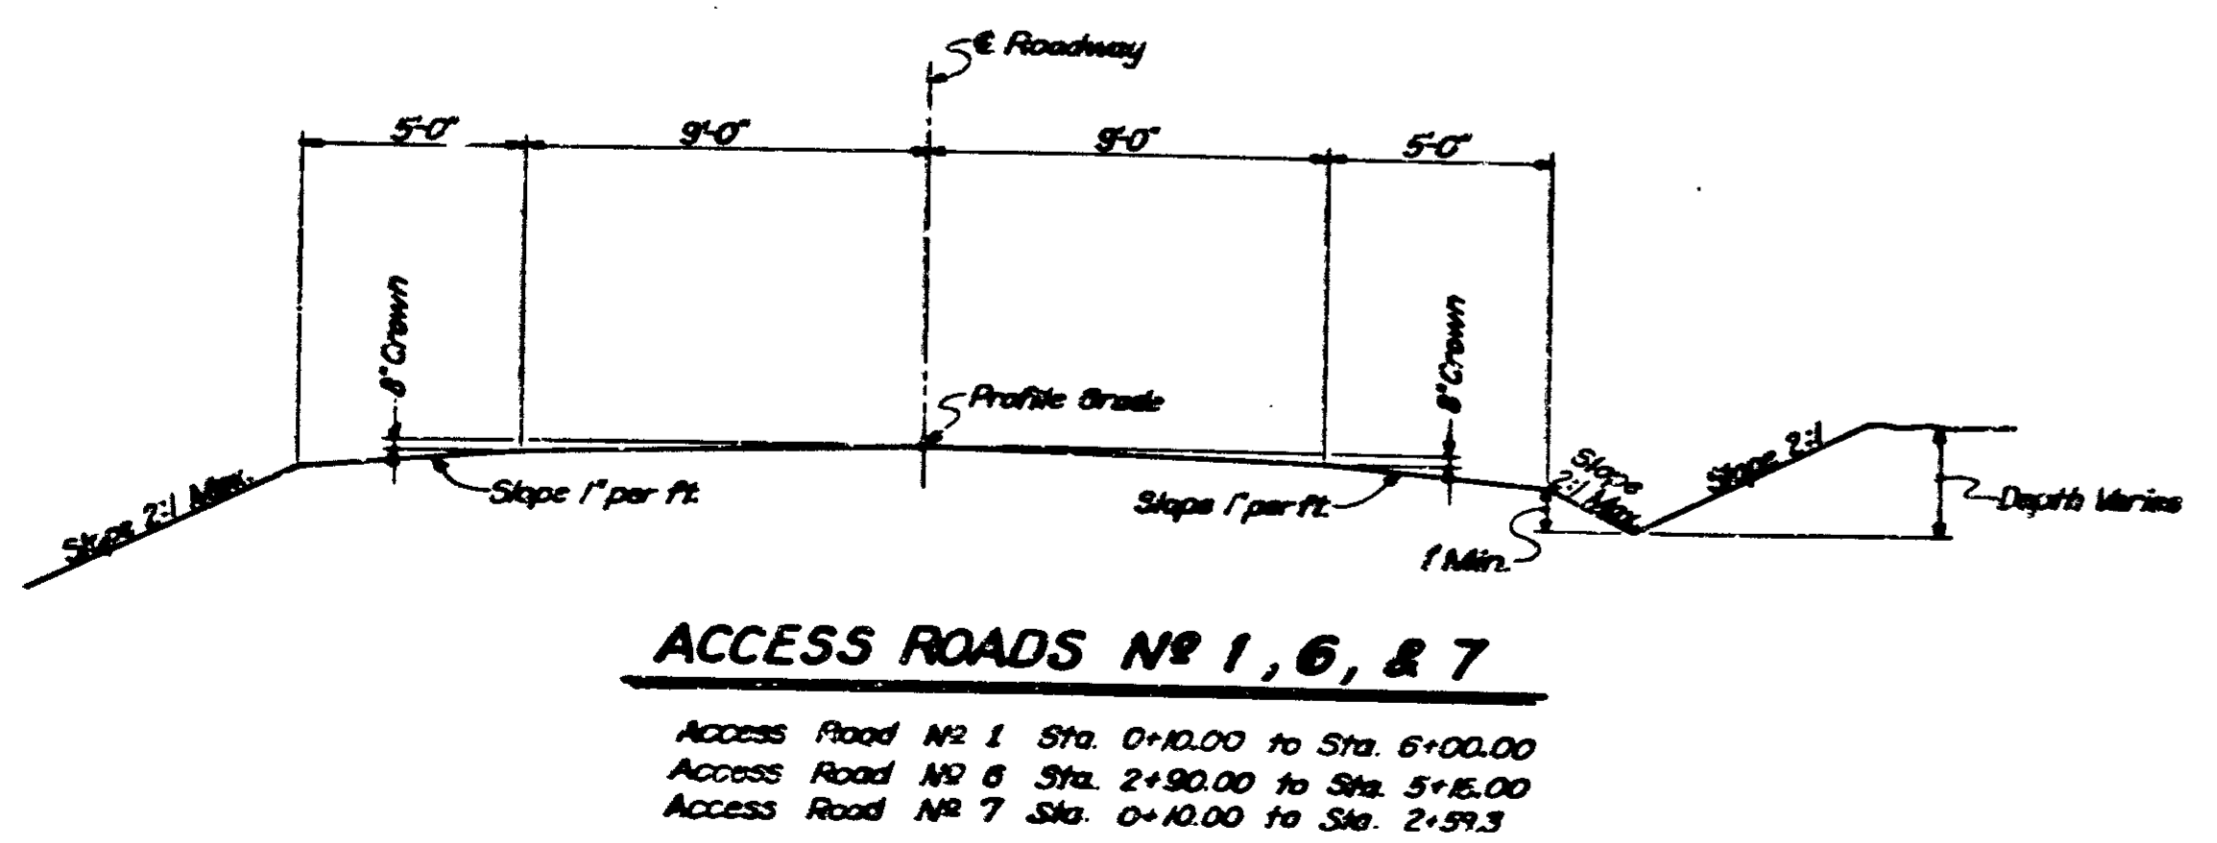 ℄ Roadway
5'-0"
9'-0"
9'-0"
5'-0"
8" Crown
8" Crown
Profile Grade
Slope 2:1 Max.
Slope 1" per ft.
Slope 1" per ft.
Slope
2:1 Max.
Slope 2:1
Depth Varies
1' Min.
ACCESS ROADS Nº 1, 6, & 7
Access Road Nº 1 Sta. 0+10.00 to Sta. 6+00.00
Access Road Nº 6 Sta. 2+90.00 to Sta. 5+15.00
Access Road Nº 7 Sta. 0+10.00 to Sta. 2+59.3